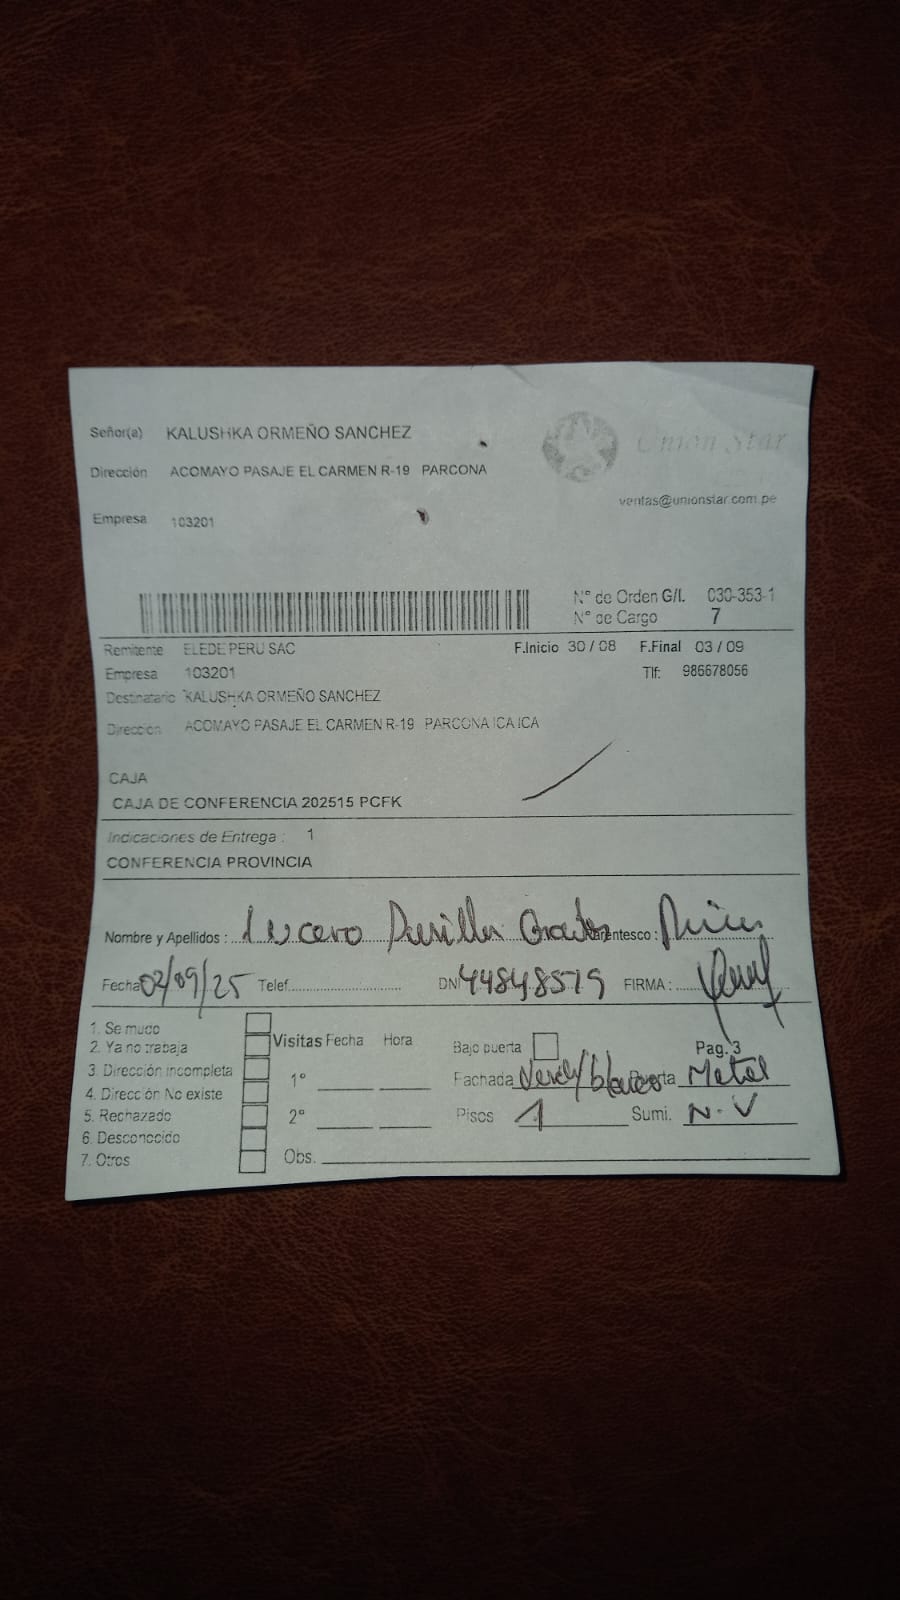 Señor(a) KALUSHKA ORMEÑO SANCHEZ
Union Star
Dirección ACOMAYO PASAJE EL CARMEN R-19 PARCONA
ventas@unionstar.com.pe
Empresa 103201
N° de Orden G/I. 030-353-1
N° de Cargo 7
Remitente ELEDE PERU SAC F.Inicio 30 / 08 F.Final 03 / 09
Empresa 103201 Tlf: 986678056
Destinatario KALUSHKA ORMEÑO SANCHEZ
Dirección ACOMAYO PASAJE EL CARMEN R-19 PARCONA ICA ICA
CAJA
CAJA DE CONFERENCIA 202515 PCFK
Indicaciones de Entrega : 1
CONFERENCIA PROVINCIA
Nombre y Apellidos : Lucero Parentesco :
Fecha 02/09/25 Telef. DNI 44848579 FIRMA :
1. Se mudo
2. Ya no trabaja
3. Dirección incompleta
4. Dirección No existe
5. Rechazado
6. Desconocido
7. Otros
Visitas Fecha Hora
1°
2°
Obs.
Bajo puerta Pag. 3
Fachada Verde/blanco Puerta Metal
Pisos 1 Sumi. N.V